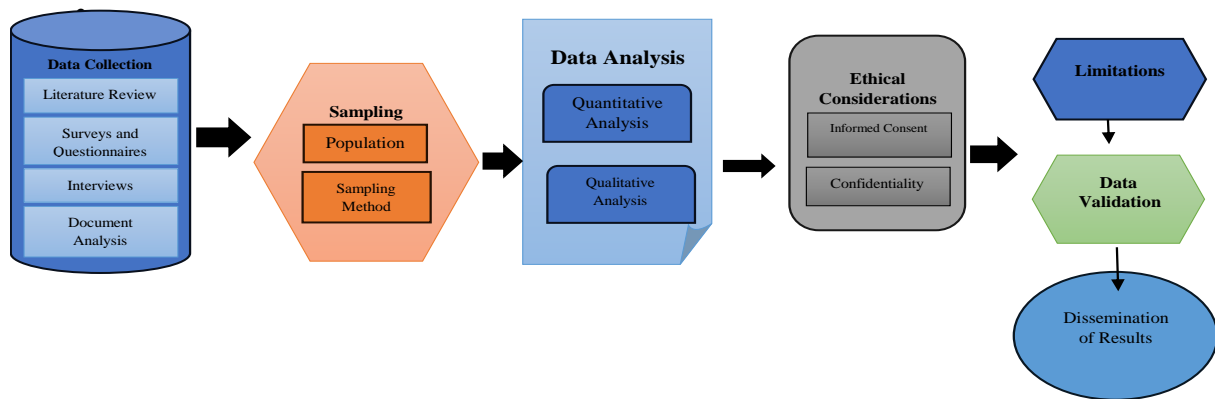 Data Collection
Literature Review
Surveys and
Questionnaires
Interviews
Document
Analysis
Sampling
Population
Sampling
Method
Data Analysis
Quantitative
Analysis
Qualitative
Analysis
Ethical
Considerations
Informed Consent
Confidentiality
Limitations
Data
Validation
Dissemination
of Results